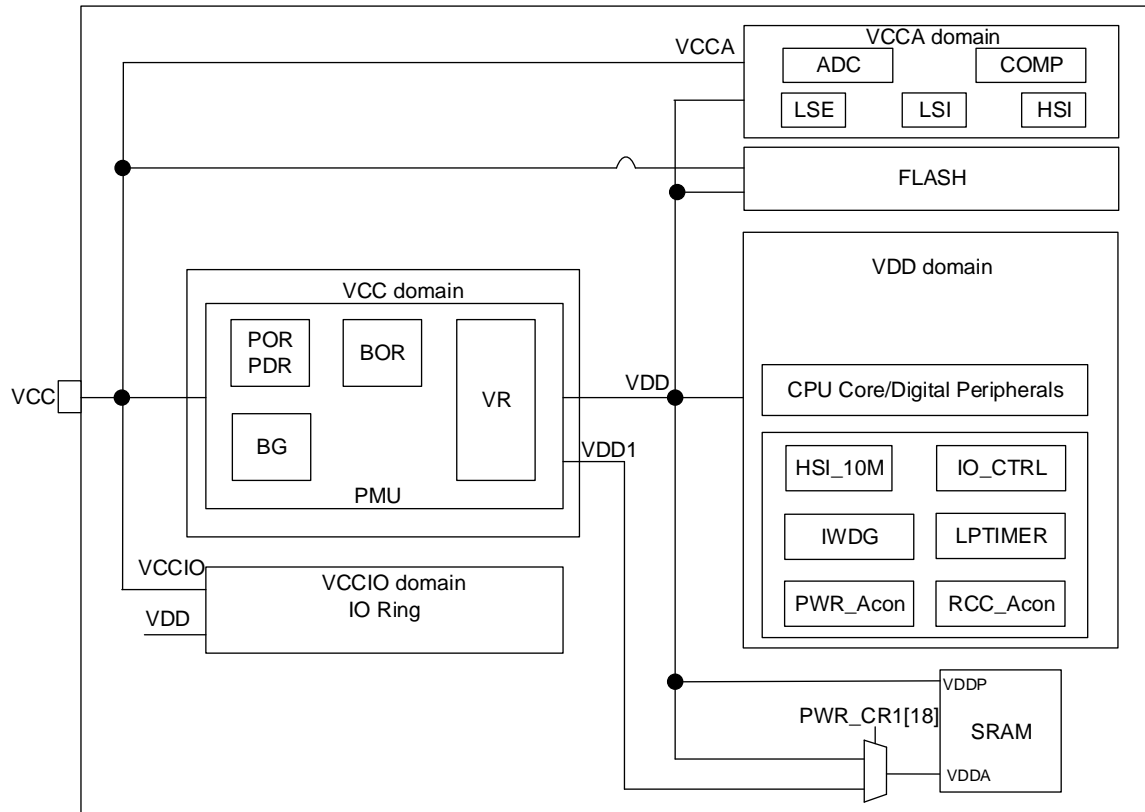 VCCA
VCCA domain
ADC
COMP
LSE
LSI
HSI
FLASH
VDD domain
VCC domain
POR
PDR
BOR
VR
BG
PMU
VCC
VDD
VDD1
CPU Core/Digital Peripherals
HSI_10M
IO_CTRL
IWDG
LPTIMER
PWR_Acon
RCC_Acon
VCCIO
VCCIO domain
IO Ring
VDD
PWR_CR1[18]
VDDP
SRAM
VDDA